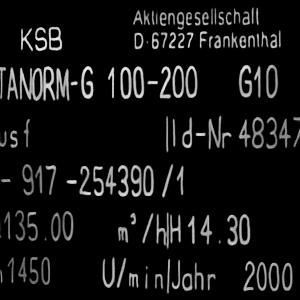 Aktiengesellschaft
KSB D-67227 Frankenthal
TANORM-G 100-200 G10
usf Id-Nr 48347
- 917 -254390 /1
135.00 m³/h H 14.30
1450 U/min Jahr 2000